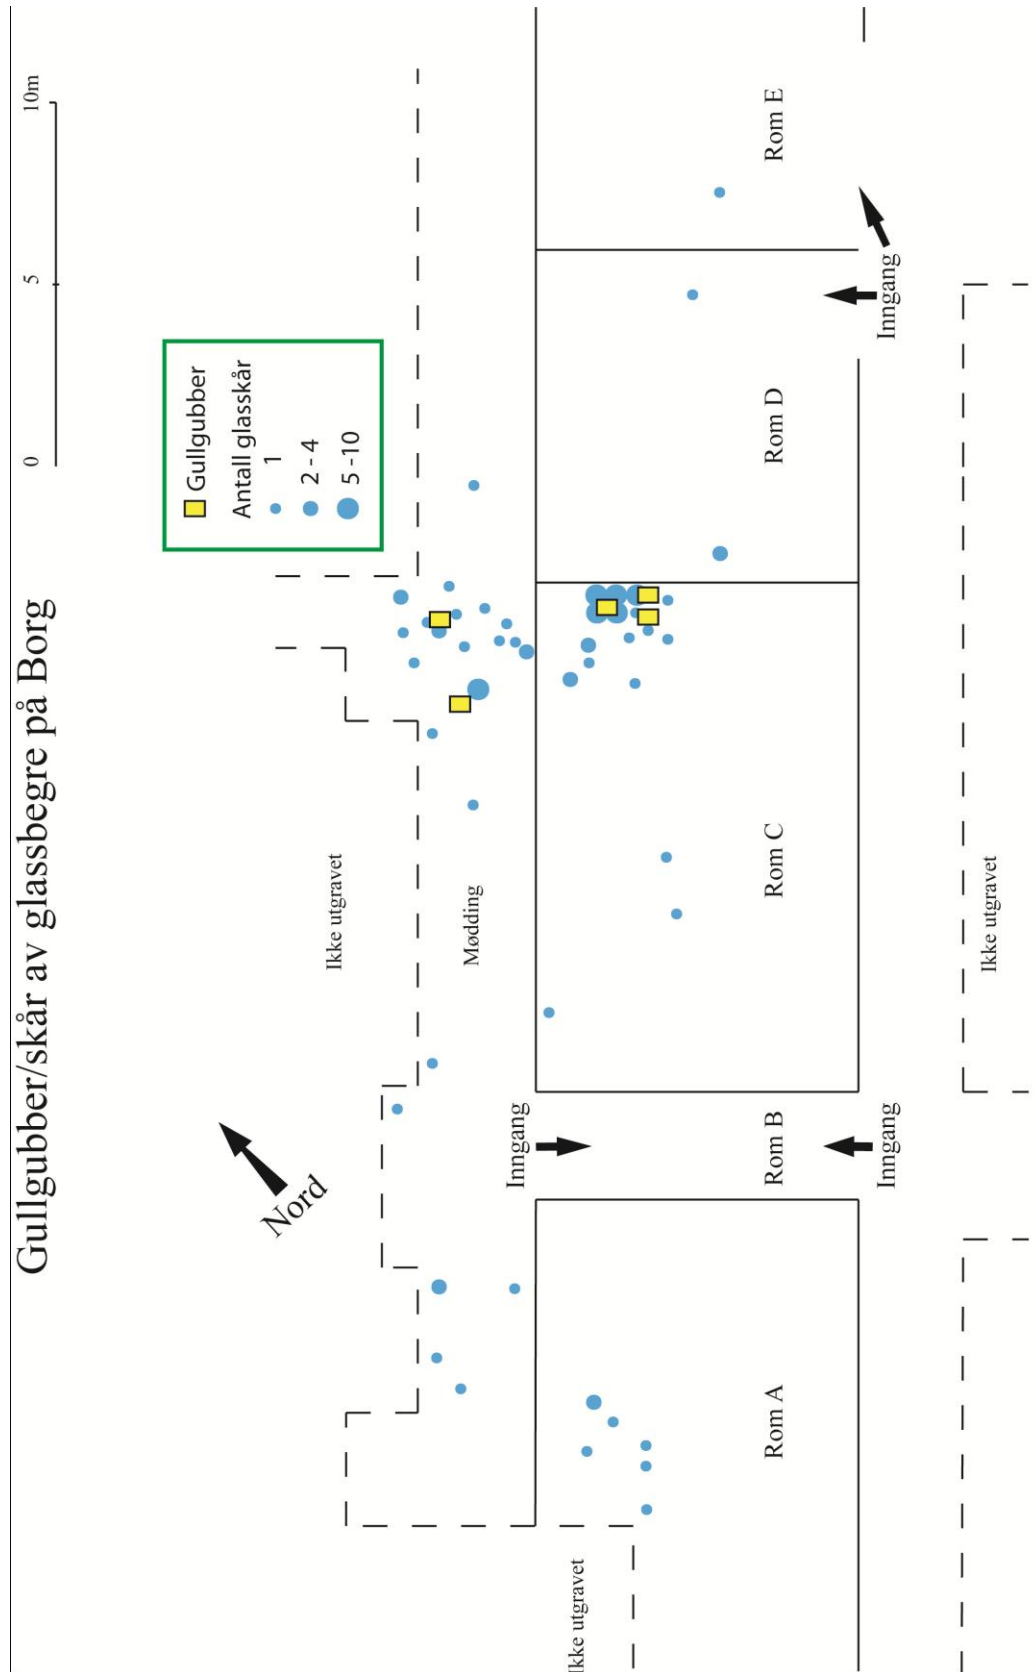 Gullgubber/skår av glassbegre på Borg
0
5
10m
Gullgubber
Antall glasskår
1
2 - 4
5 -10
Ikke utgravet
Mødding
Nord
Inngang
Inngang
Inngang
Rom A
Rom B
Rom C
Rom D
Rom E
Ikke utgravet
Ikke utgravet